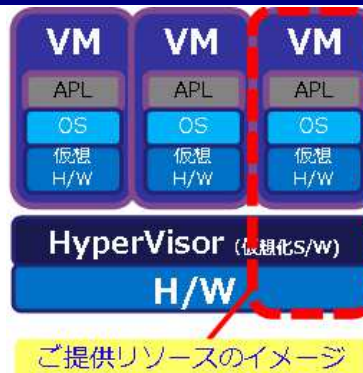 VM VM VM
APL APL APL
OS OS OS
仮想 仮想 仮想
H/W H/W H/W
HyperVisor (仮想化S/W)
H/W
ご提供リソースのイメージ